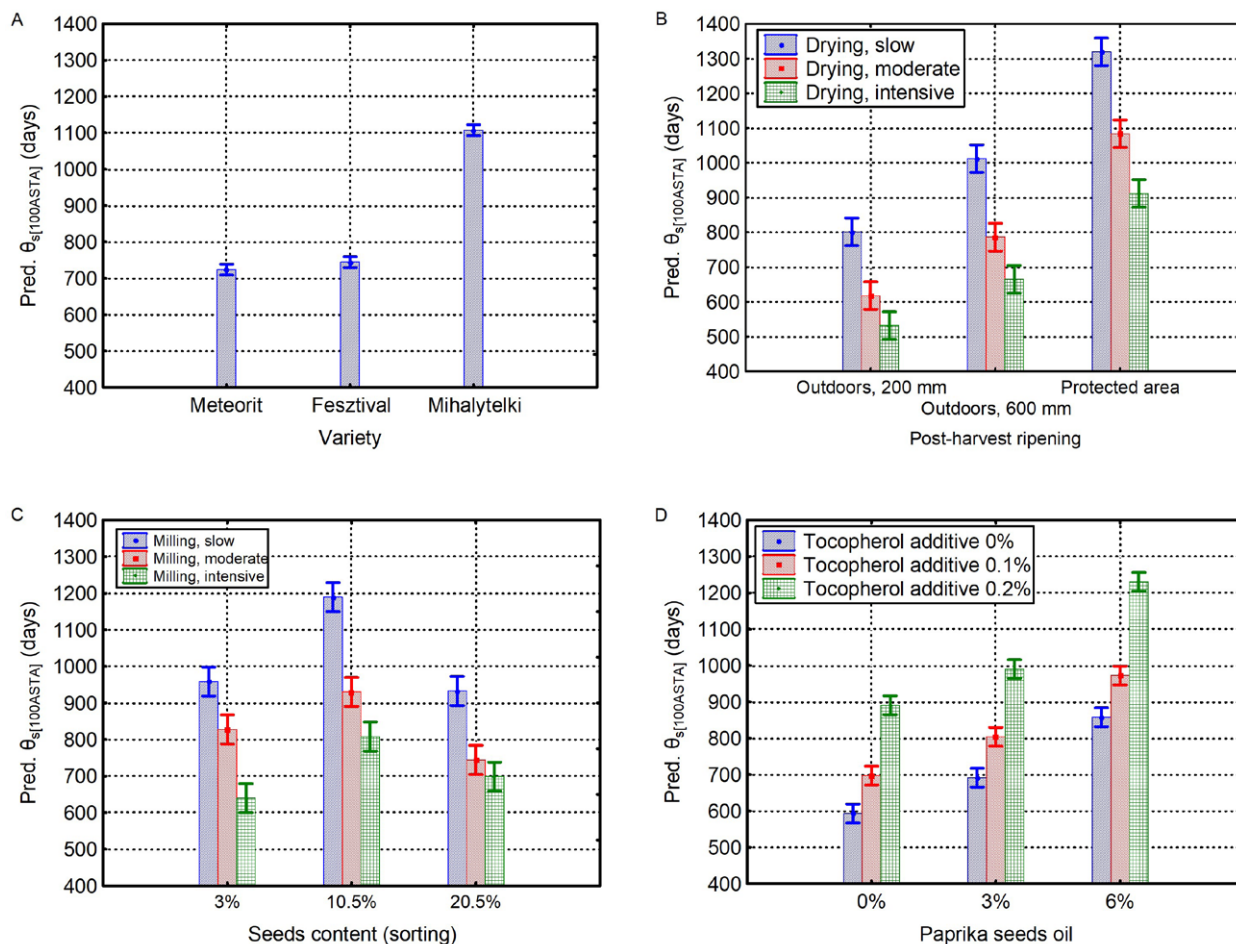 A
Pred. θs[100ASTA] (days)
1400
1300
1200
1100
1000
900
800
700
600
500
400
Meteorit Fesztival Mihalytelki
Variety
B
Pred. θs[100ASTA] (days)
1400
1300
1200
1100
1000
900
800
700
600
500
400
Drying, slow
Drying, moderate
Drying, intensive
Outdoors, 200 mm Protected area
Outdoors, 600 mm
Post-harvest ripening
C
Pred. θs[100ASTA] (days)
1400
1300
1200
1100
1000
900
800
700
600
500
400
Milling, slow
Milling, moderate
Milling, intensive
3% 10.5% 20.5%
Seeds content (sorting)
D
Pred. θs[100ASTA] (days)
1400
1300
1200
1100
1000
900
800
700
600
500
400
Tocopherol additive 0%
Tocopherol additive 0.1%
Tocopherol additive 0.2%
0% 3% 6%
Paprika seeds oil